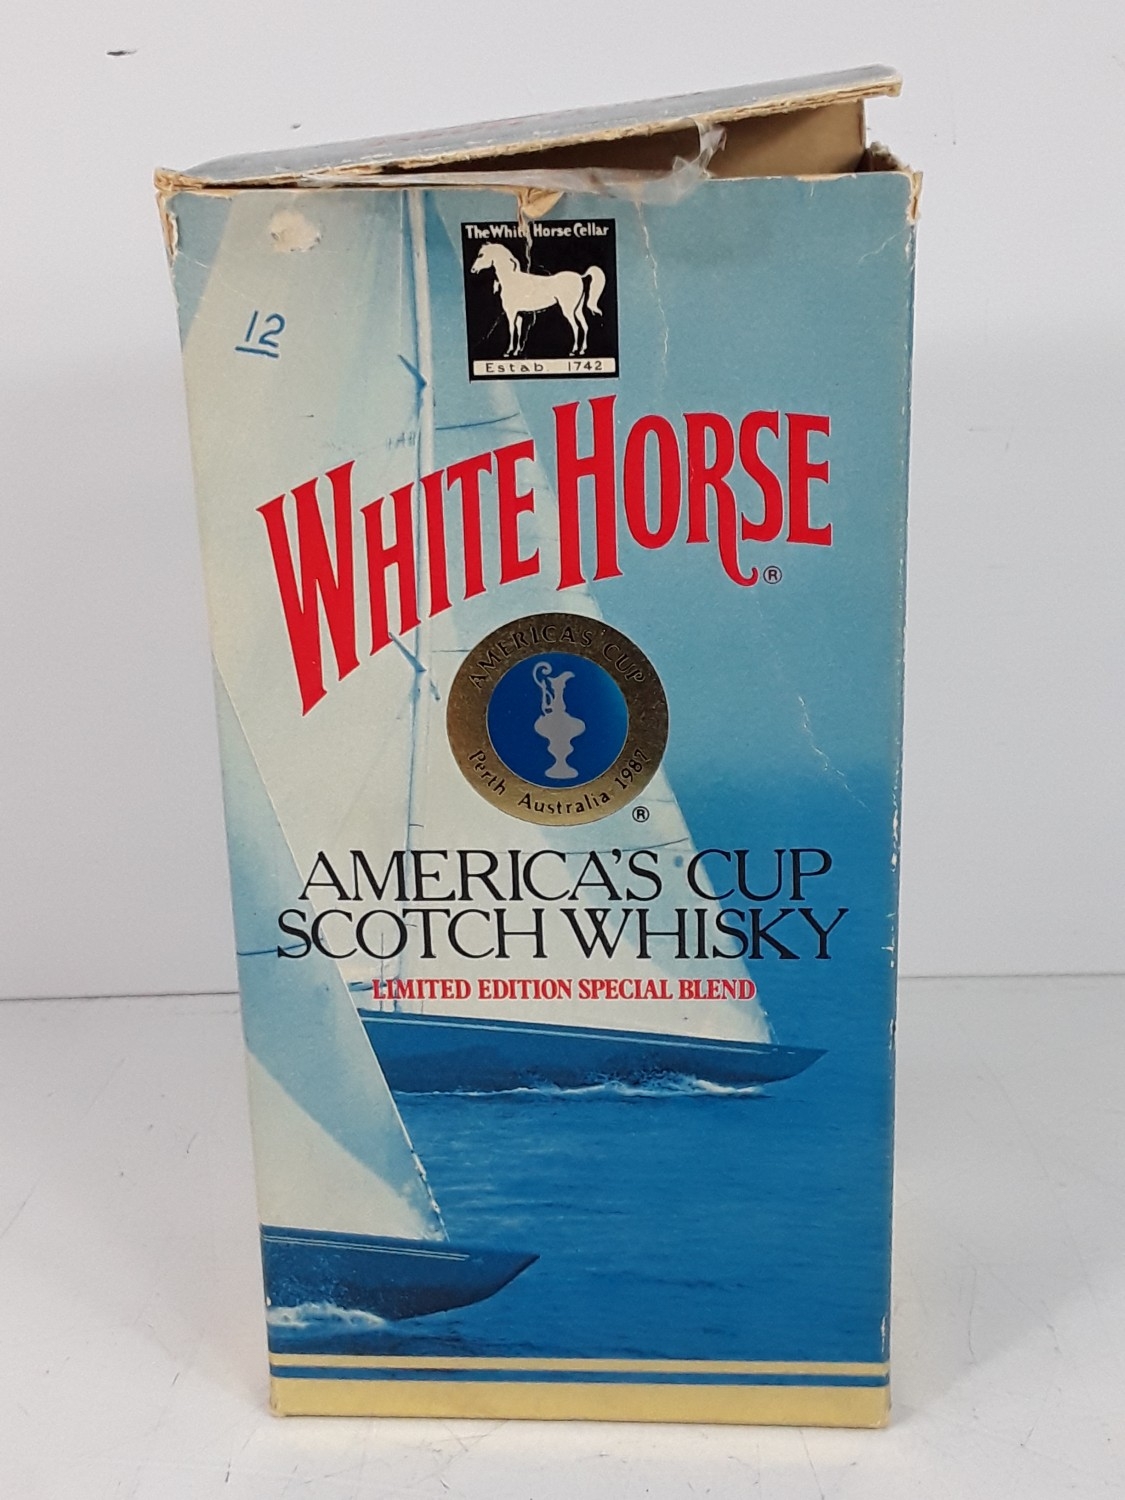 The White Horse Cellar
Estab 1742
12
WHITE HORSE
®
AMERICA'S CUP
Perth Australia 1987
®
AMERICA'S CUP
SCOTCH WHISKY
LIMITED EDITION SPECIAL BLEND